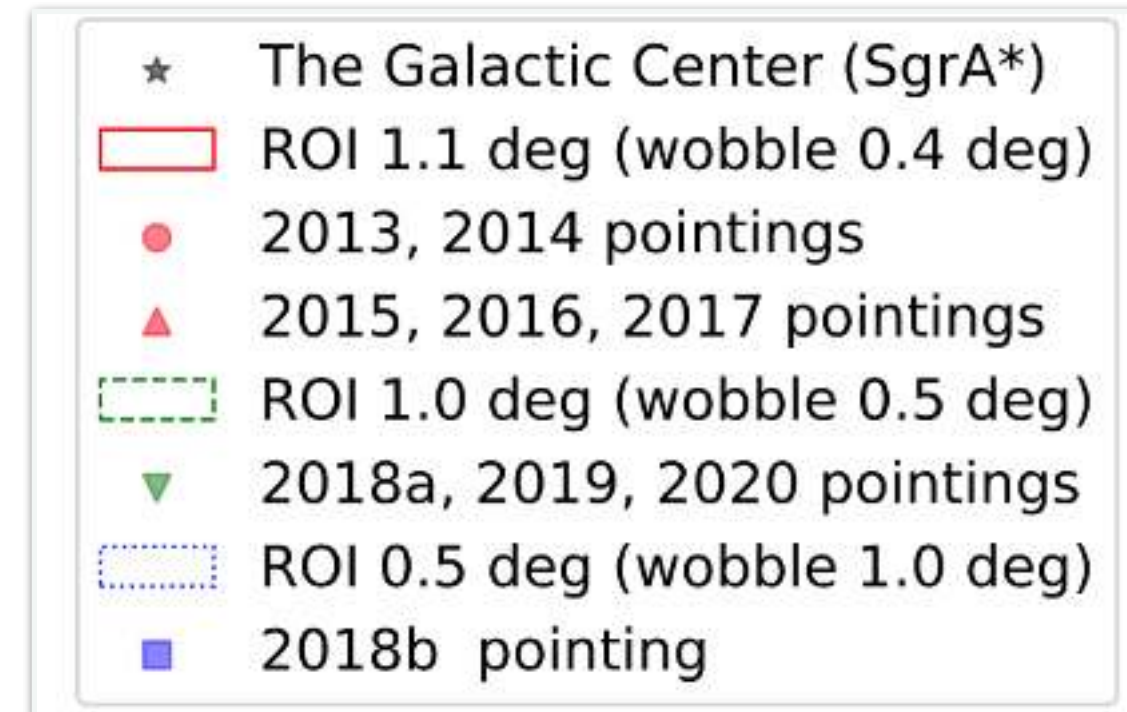 The Galactic Center (SgrA*)
ROI 1.1 deg (wobble 0.4 deg)
2013, 2014 pointings
2015, 2016, 2017 pointings
ROI 1.0 deg (wobble 0.5 deg)
2018a, 2019, 2020 pointings
ROI 0.5 deg (wobble 1.0 deg)
2018b  pointing